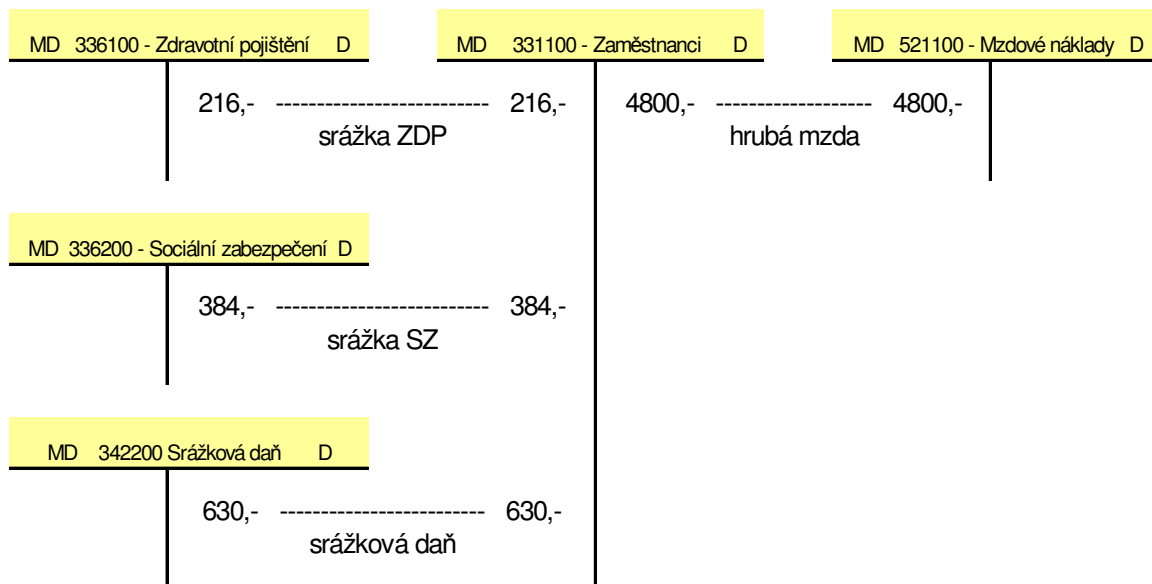 MD 336100 - Zdravotní pojištění D MD 331100 - Zaměstnanci D MD 521100 - Mzdové náklady D
216,- -------------------------- 216,- 4800,- ------------------- 4800,-
srážka ZDP hrubá mzda
MD 336200 - Sociální zabezpečení D
384,- -------------------------- 384,-
srážka SZ
MD 342200 Srážková daň D
630,- ------------------------- 630,-
srážková daň